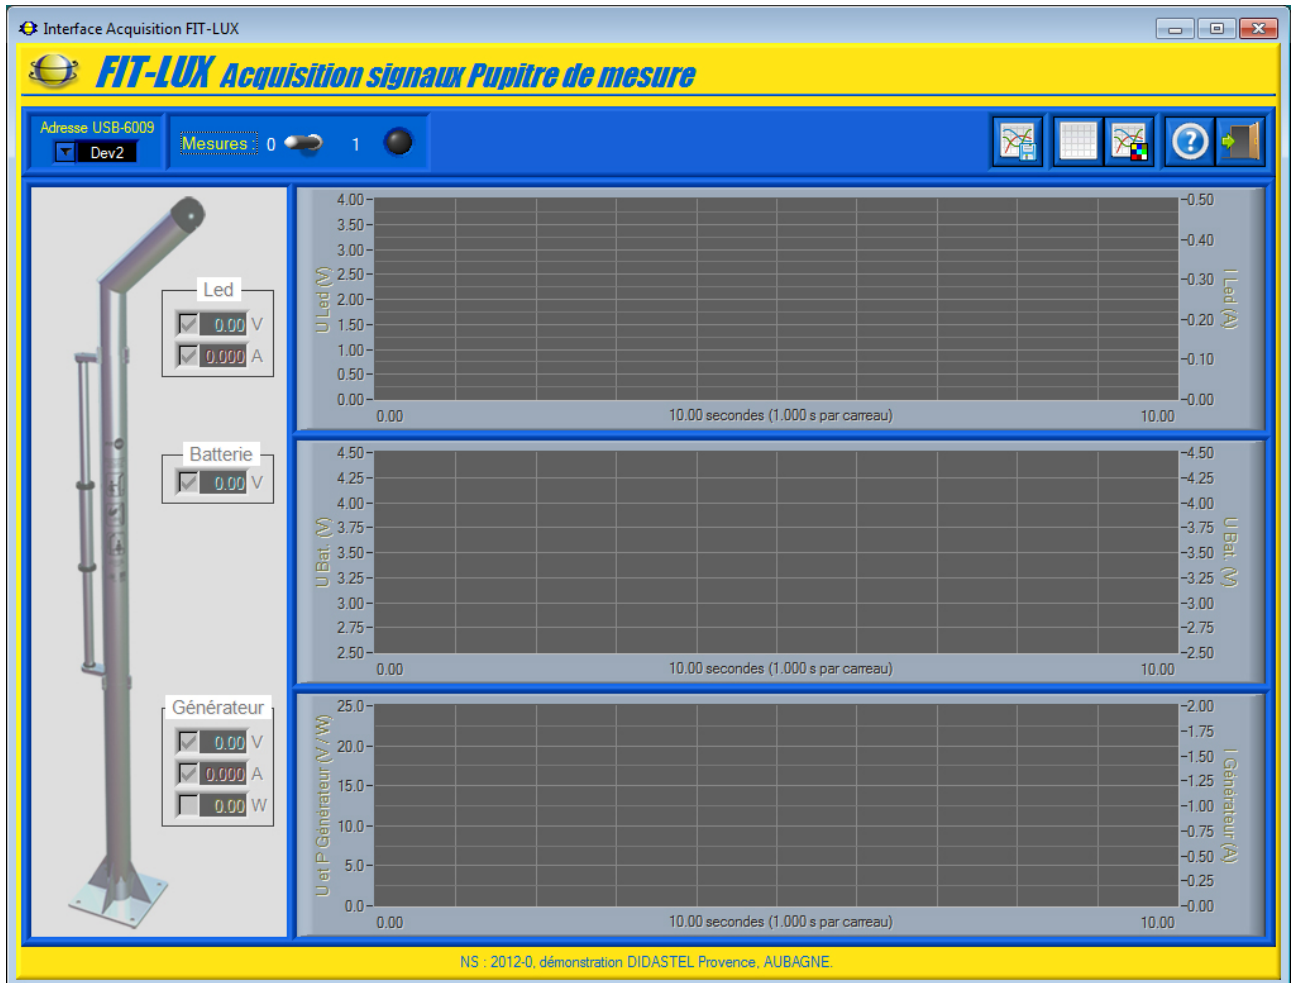 Interface Acquisition FIT-LUX
FIT-LUX Acquisition signaux Pupitre de mesure
Adresse USB-6009
Dev2
Mesures : 0 1
Led
0.00 V
0.000 A
Batterie
0.00 V
Générateur
0.00 V
0.000 A
0.00 W
U Led (V)
4.00
3.50
3.00
2.50
2.00
1.50
1.00
0.50
0.00
0.50
0.40
0.30
0.20
0.10
0.00
I Led (A)
0.00 10.00 secondes (1.000 s par carreau) 10.00
U Bat. (V)
4.50
4.25
4.00
3.75
3.50
3.25
3.00
2.75
2.50
4.50
4.25
4.00
3.75
3.50
3.25
3.00
2.75
2.50
U Bat. (V)
0.00 10.00 secondes (1.000 s par carreau) 10.00
U et P Générateur (V / W)
25.0
20.0
15.0
10.0
5.0
0.0
2.00
1.75
1.50
1.25
1.00
0.75
0.50
0.25
0.00
I Générateur (A)
0.00 10.00 secondes (1.000 s par carreau) 10.00
NS : 2012-0, démonstration DIDASTEL Provence, AUBAGNE.